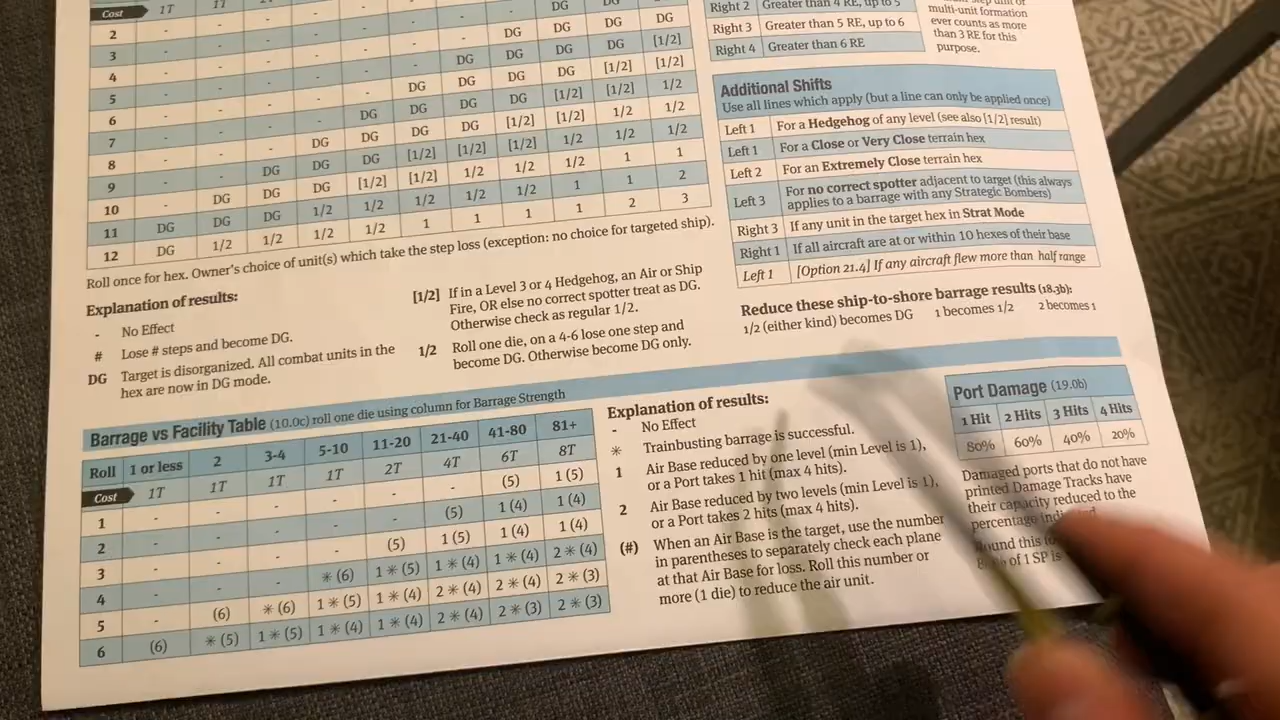 Cost 1T 1T
2 - - - - - - - - -
3 - - - - - - - - DG DG
4 - - - - - - - DG DG DG DG
5 - - - - - - DG DG DG DG [1/2]
6 - - - - - DG DG DG DG [1/2] [1/2]
7 - - - - DG DG DG DG [1/2] [1/2] 1/2
8 - - - DG DG DG DG [1/2] [1/2] 1/2 1/2
9 - - DG DG DG [1/2] [1/2] [1/2] 1/2 1/2 1/2
10 - DG DG DG [1/2] [1/2] 1/2 1/2 1/2 1 1
11 DG DG DG 1/2 1/2 1/2 1/2 1/2 1 1 2
12 DG 1/2 1/2 1/2 1/2 1 1 1 1 2 3
Roll once for hex. Owner's choice of unit(s) which take the step loss (exception: no choice for targeted ship).
Explanation of results:
- No Effect
# Lose # steps and become DG.
DG Target is disorganized. All combat units in the
hex are now in DG mode.
[1/2] If in a Level 3 or 4 Hedgehog, an Air or Ship
Fire, OR else no correct spotter treat as DG.
Otherwise check as regular 1/2.
1/2 Roll one die, on a 4-6 lose one step and
become DG. Otherwise become DG only.
Right 2 Greater than 4 RE, up to 5
Right 3 Greater than 5 RE, up to 6
Right 4 Greater than 6 RE
multi-unit formation
ever counts as more
than 3 RE for this
purpose.
Additional Shifts
Use all lines which apply (but a line can only be applied once)
Left 1 For a Hedgehog of any level (see also [1/2] result)
Left 1 For a Close or Very Close terrain hex
Left 2 For an Extremely Close terrain hex
Left 3 For no correct spotter adjacent to target (this always
applies to a barrage with any Strategic Bombers)
Right 3 If any unit in the target hex in Strat Mode
Right 1 If all aircraft are at or within 10 hexes of their base
Left 1 [Option 21.4] If any aircraft flew more than half range
Reduce these ship-to-shore barrage results (18.3b):
1/2 (either kind) becomes DG 1 becomes 1/2 2 becomes 1
Barrage vs Facility Table (10.0c) roll one die using column for Barrage Strength
Roll 1 or less 2 3-4 5-10 11-20 21-40 41-80 81+
Cost 1T 1T 1T 1T 2T 4T 6T 8T
1 - - - - - - (5) 1 (5)
2 - - - - - (5) 1 (4) 1 (4)
3 - - - - (5) 1 (5) 1 (4) 1 (4)
4 - - - * (6) 1 * (5) 1 * (4) 1 * (4) 2 * (4)
5 - (6) * (6) 1 * (5) 1 * (4) 2 * (4) 2 * (4) 2 * (3)
6 (6) * (5) 1 * (5) 1 * (4) 1 * (4) 2 * (4) 2 * (3) 2 * (3)
Explanation of results:
- No Effect
* Trainbusting barrage is successful.
1 Air Base reduced by one level (min Level is 1),
or a Port takes 1 hit (max 4 hits).
2 Air Base reduced by two levels (min Level is 1),
or a Port takes 2 hits (max 4 hits).
(#) When an Air Base is the target, use the number
in parentheses to separately check each plane
at that Air Base for loss. Roll this number or
more (1 die) to reduce the air unit.
Port Damage (19.0b)
1 Hit 2 Hits 3 Hits 4 Hits
80% 60% 40% 20%
Damaged ports that do not have
printed Damage Tracks have
their capacity reduced to the
percentage
of 1 SP is